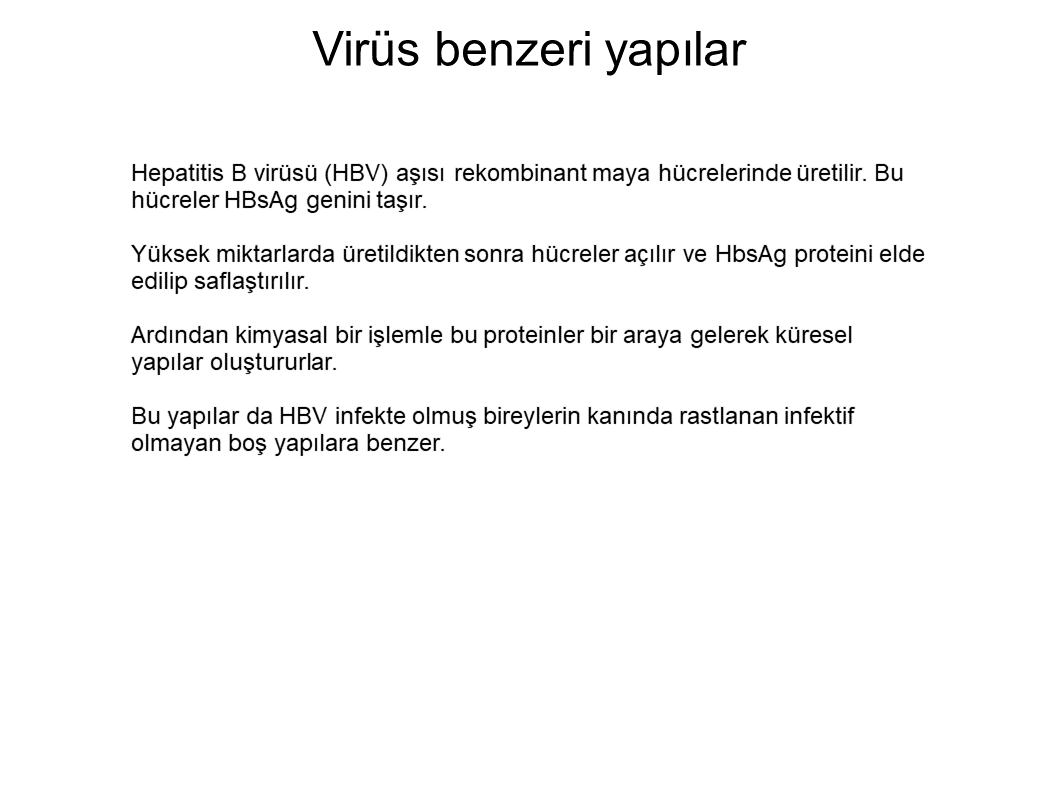 Virüs benzeri yapılar
Hepatitis B virüsü (HBV) aşısı rekombinant maya hücrelerinde üretilir. Bu
hücreler HBsAg genini taşır.
Yüksek miktarlarda üretildikten sonra hücreler açılır ve HbsAg proteini elde
edilip saflaştırılır.
Ardından kimyasal bir işlemle bu proteinler bir araya gelerek küresel
yapılar oluştururlar.
Bu yapılar da HBV infekte olmuş bireylerin kanında rastlanan infektif
olmayan boş yapılara benzer.